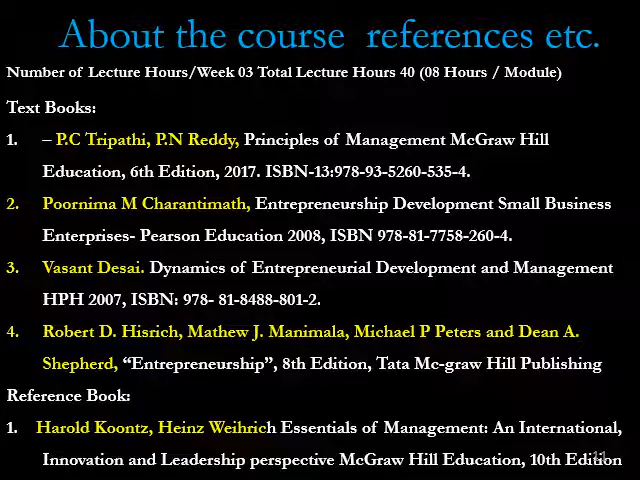 About the course references etc.
Number of Lecture Hours/Week 03 Total Lecture Hours 40 (08 Hours / Module)
Text Books:
1. – P.C Tripathi, P.N Reddy, Principles of Management McGraw Hill
Education, 6th Edition, 2017. ISBN-13:978-93-5260-535-4.
2. Poornima M Charantimath, Entrepreneurship Development Small Business
Enterprises- Pearson Education 2008, ISBN 978-81-7758-260-4.
3. Vasant Desai. Dynamics of Entrepreneurial Development and Management
HPH 2007, ISBN: 978- 81-8488-801-2.
4. Robert D. Hisrich, Mathew J. Manimala, Michael P Peters and Dean A.
Shepherd, “Entrepreneurship”, 8th Edition, Tata Mc-graw Hill Publishing
Reference Book:
1. Harold Koontz, Heinz Weihrich Essentials of Management: An International,
Innovation and Leadership perspective McGraw Hill Education, 10th Edition
11